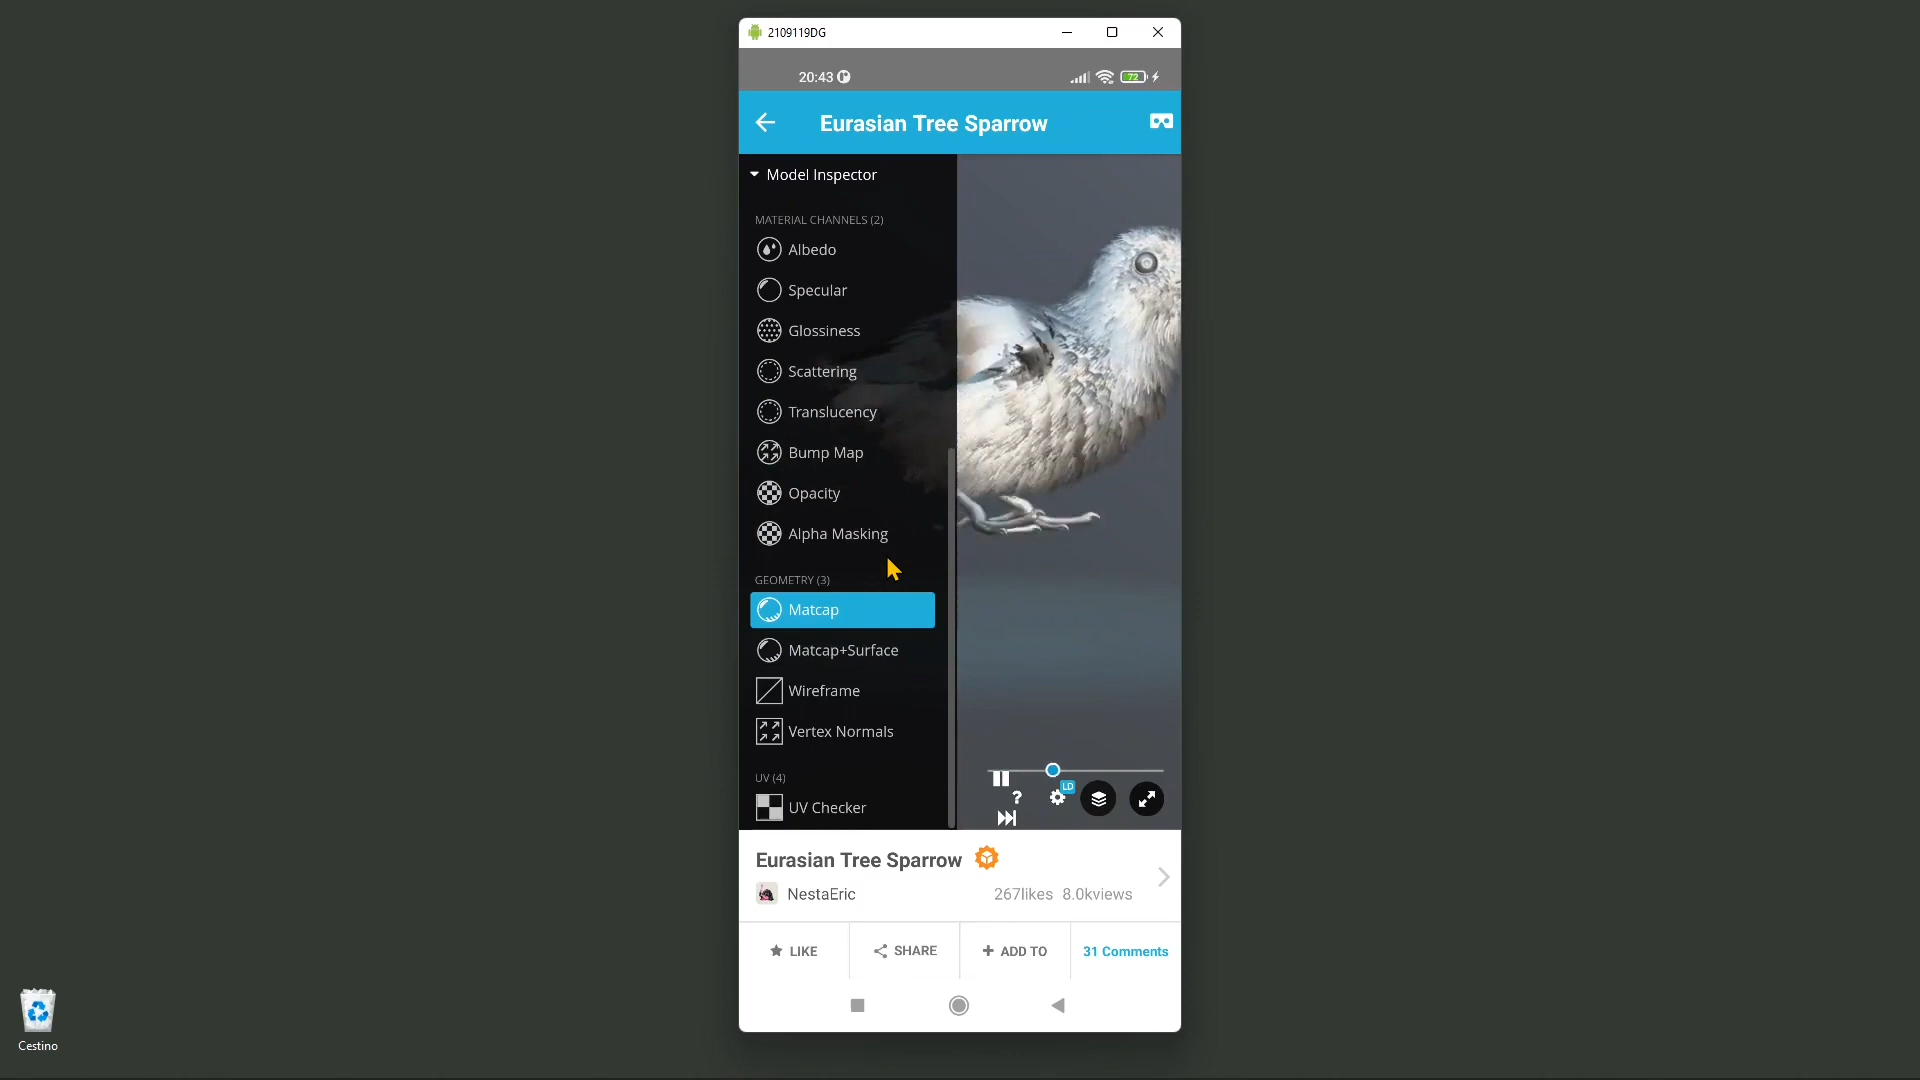 2109119DG
20:43
72
Eurasian Tree Sparrow
Model Inspector
MATERIAL CHANNELS (2)
Albedo
Specular
Glossiness
Scattering
Translucency
Bump Map
Opacity
Alpha Masking
GEOMETRY (3)
Matcap
Matcap+Surface
Wireframe
Vertex Normals
UV (4)
UV Checker
?
LD
Eurasian Tree Sparrow
NestaEric
267likes 8.0kviews
LIKE
SHARE
ADD TO
31 Comments
Cestino